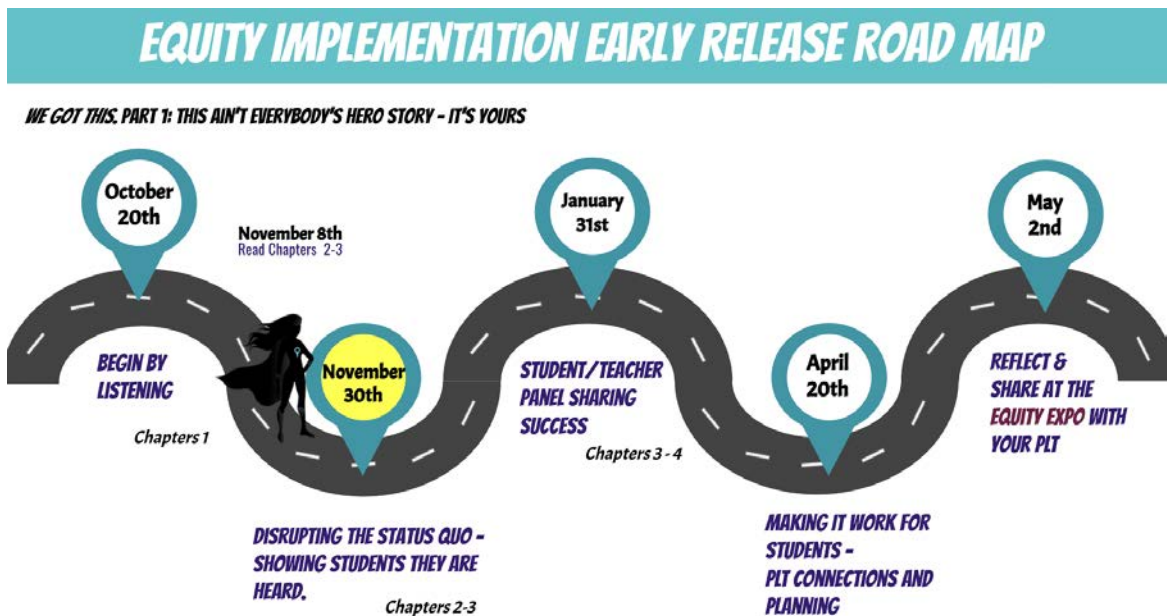 EQUITY IMPLEMENTATION EARLY RELEASE ROAD MAP
WE GOT THIS. PART 1: THIS AIN'T EVERYBODY'S HERO STORY - IT'S YOURS
October
20th
November 8th
Read Chapters 2-3
January
31st
May
2nd
BEGIN BY
LISTENING
Chapters 1
November
30th
STUDENT/TEACHER
PANEL SHARING
SUCCESS
Chapters 3 - 4
April
20th
REFLECT &
SHARE AT THE
EQUITY EXPO WITH
YOUR PLT
DISRUPTING THE STATUS QUO -
SHOWING STUDENTS THEY ARE
HEARD.
Chapters 2-3
MAKING IT WORK FOR
STUDENTS -
PLT CONNECTIONS AND
PLANNING